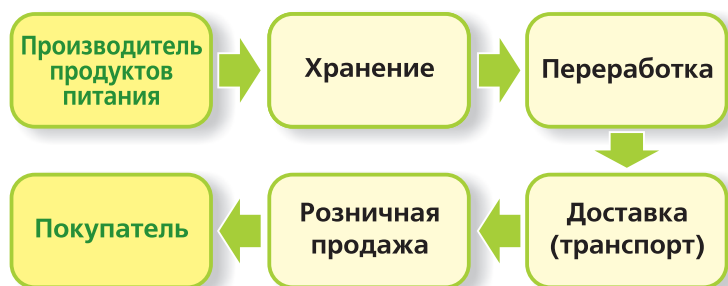 Производитель
продуктов
питания
Хранение
Переработка
Доставка
(транспорт)
Розничная
продажа
Покупатель